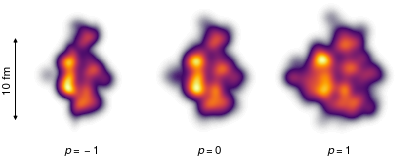 10 fm
p = −1
p = 0
p = 1